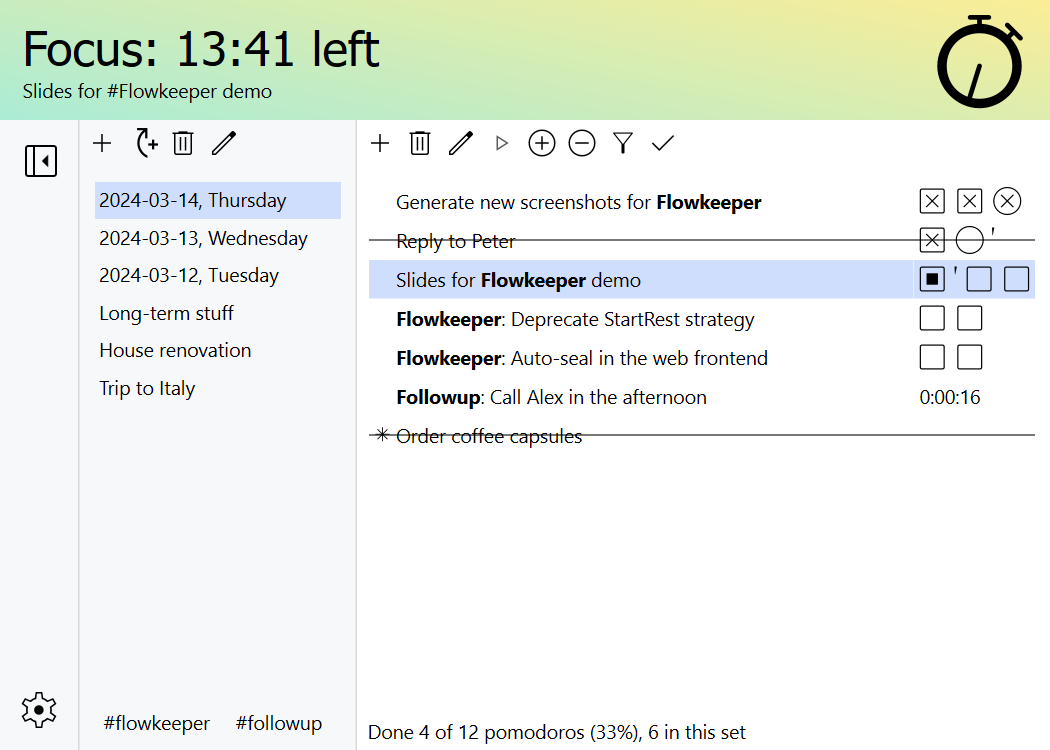 Focus: 13:41 left
Slides for #Flowkeeper demo
2024-03-14, Thursday
2024-03-13, Wednesday
2024-03-12, Tuesday
Long-term stuff
House renovation
Trip to Italy
#flowkeeper #followup
Generate new screenshots for Flowkeeper
Reply to Peter '
Slides for Flowkeeper demo '
Flowkeeper: Deprecate StartRest strategy
Flowkeeper: Auto-seal in the web frontend
Followup: Call Alex in the afternoon 0:00:16
Order coffee capsules
Done 4 of 12 pomodoros (33%), 6 in this set